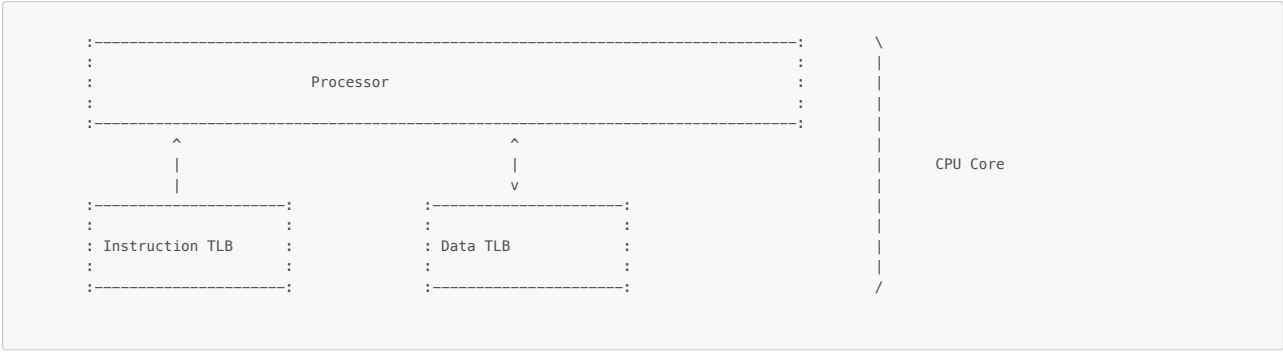 Processor
CPU Core
Instruction TLB
Data TLB